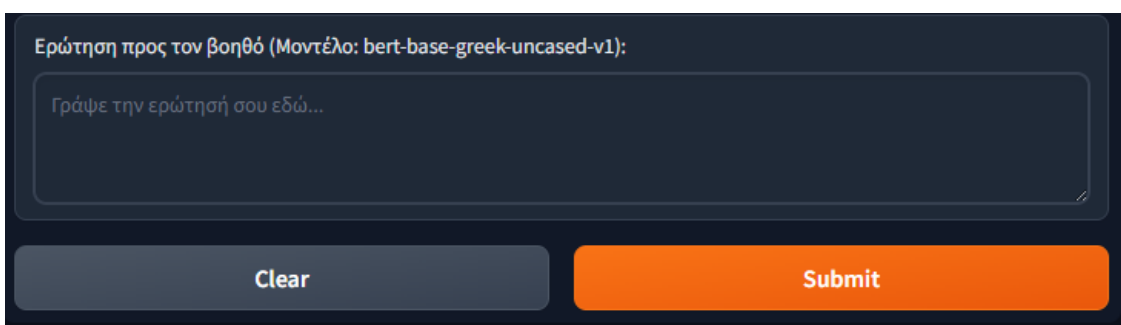 Ερώτηση προς τον βοηθό (Μοντέλο: bert-base-greek-uncased-v1):
Γράψε την ερώτησή σου εδώ...
Clear
Submit